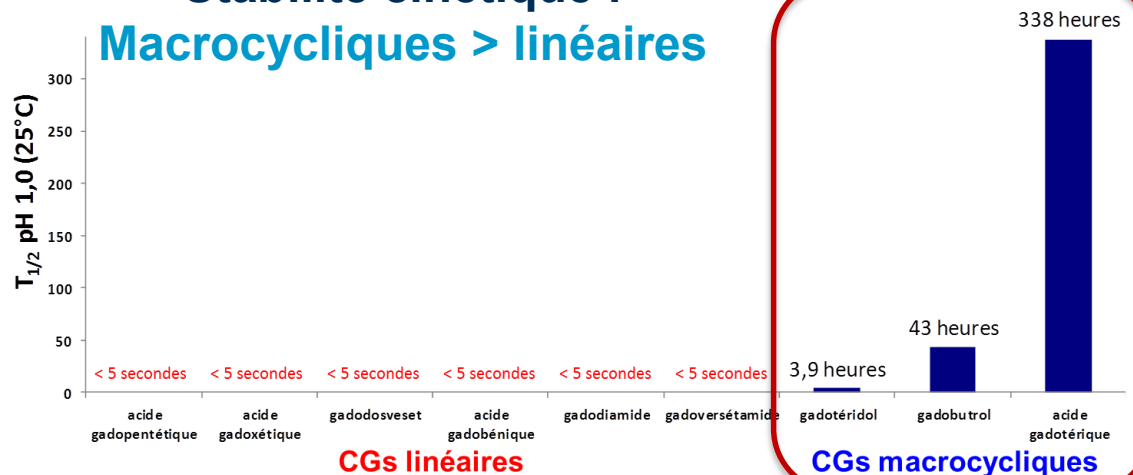 Stabilité cinétique :
Macrocycliques > linéaires
338 heures
T1/2 pH 1,0 (25°C)
300
250
200
150
100
50
0
< 5 secondes
< 5 secondes
< 5 secondes
< 5 secondes
< 5 secondes
< 5 secondes
3,9 heures
43 heures
acide
gadopentétique
acide
gadoxétique
gadodosveset
acide
gadobénique
gadodiamide
gadoversétamide
gadotéridol
gadobutrol
acide
gadotérique
CGs linéaires
CGs macrocycliques